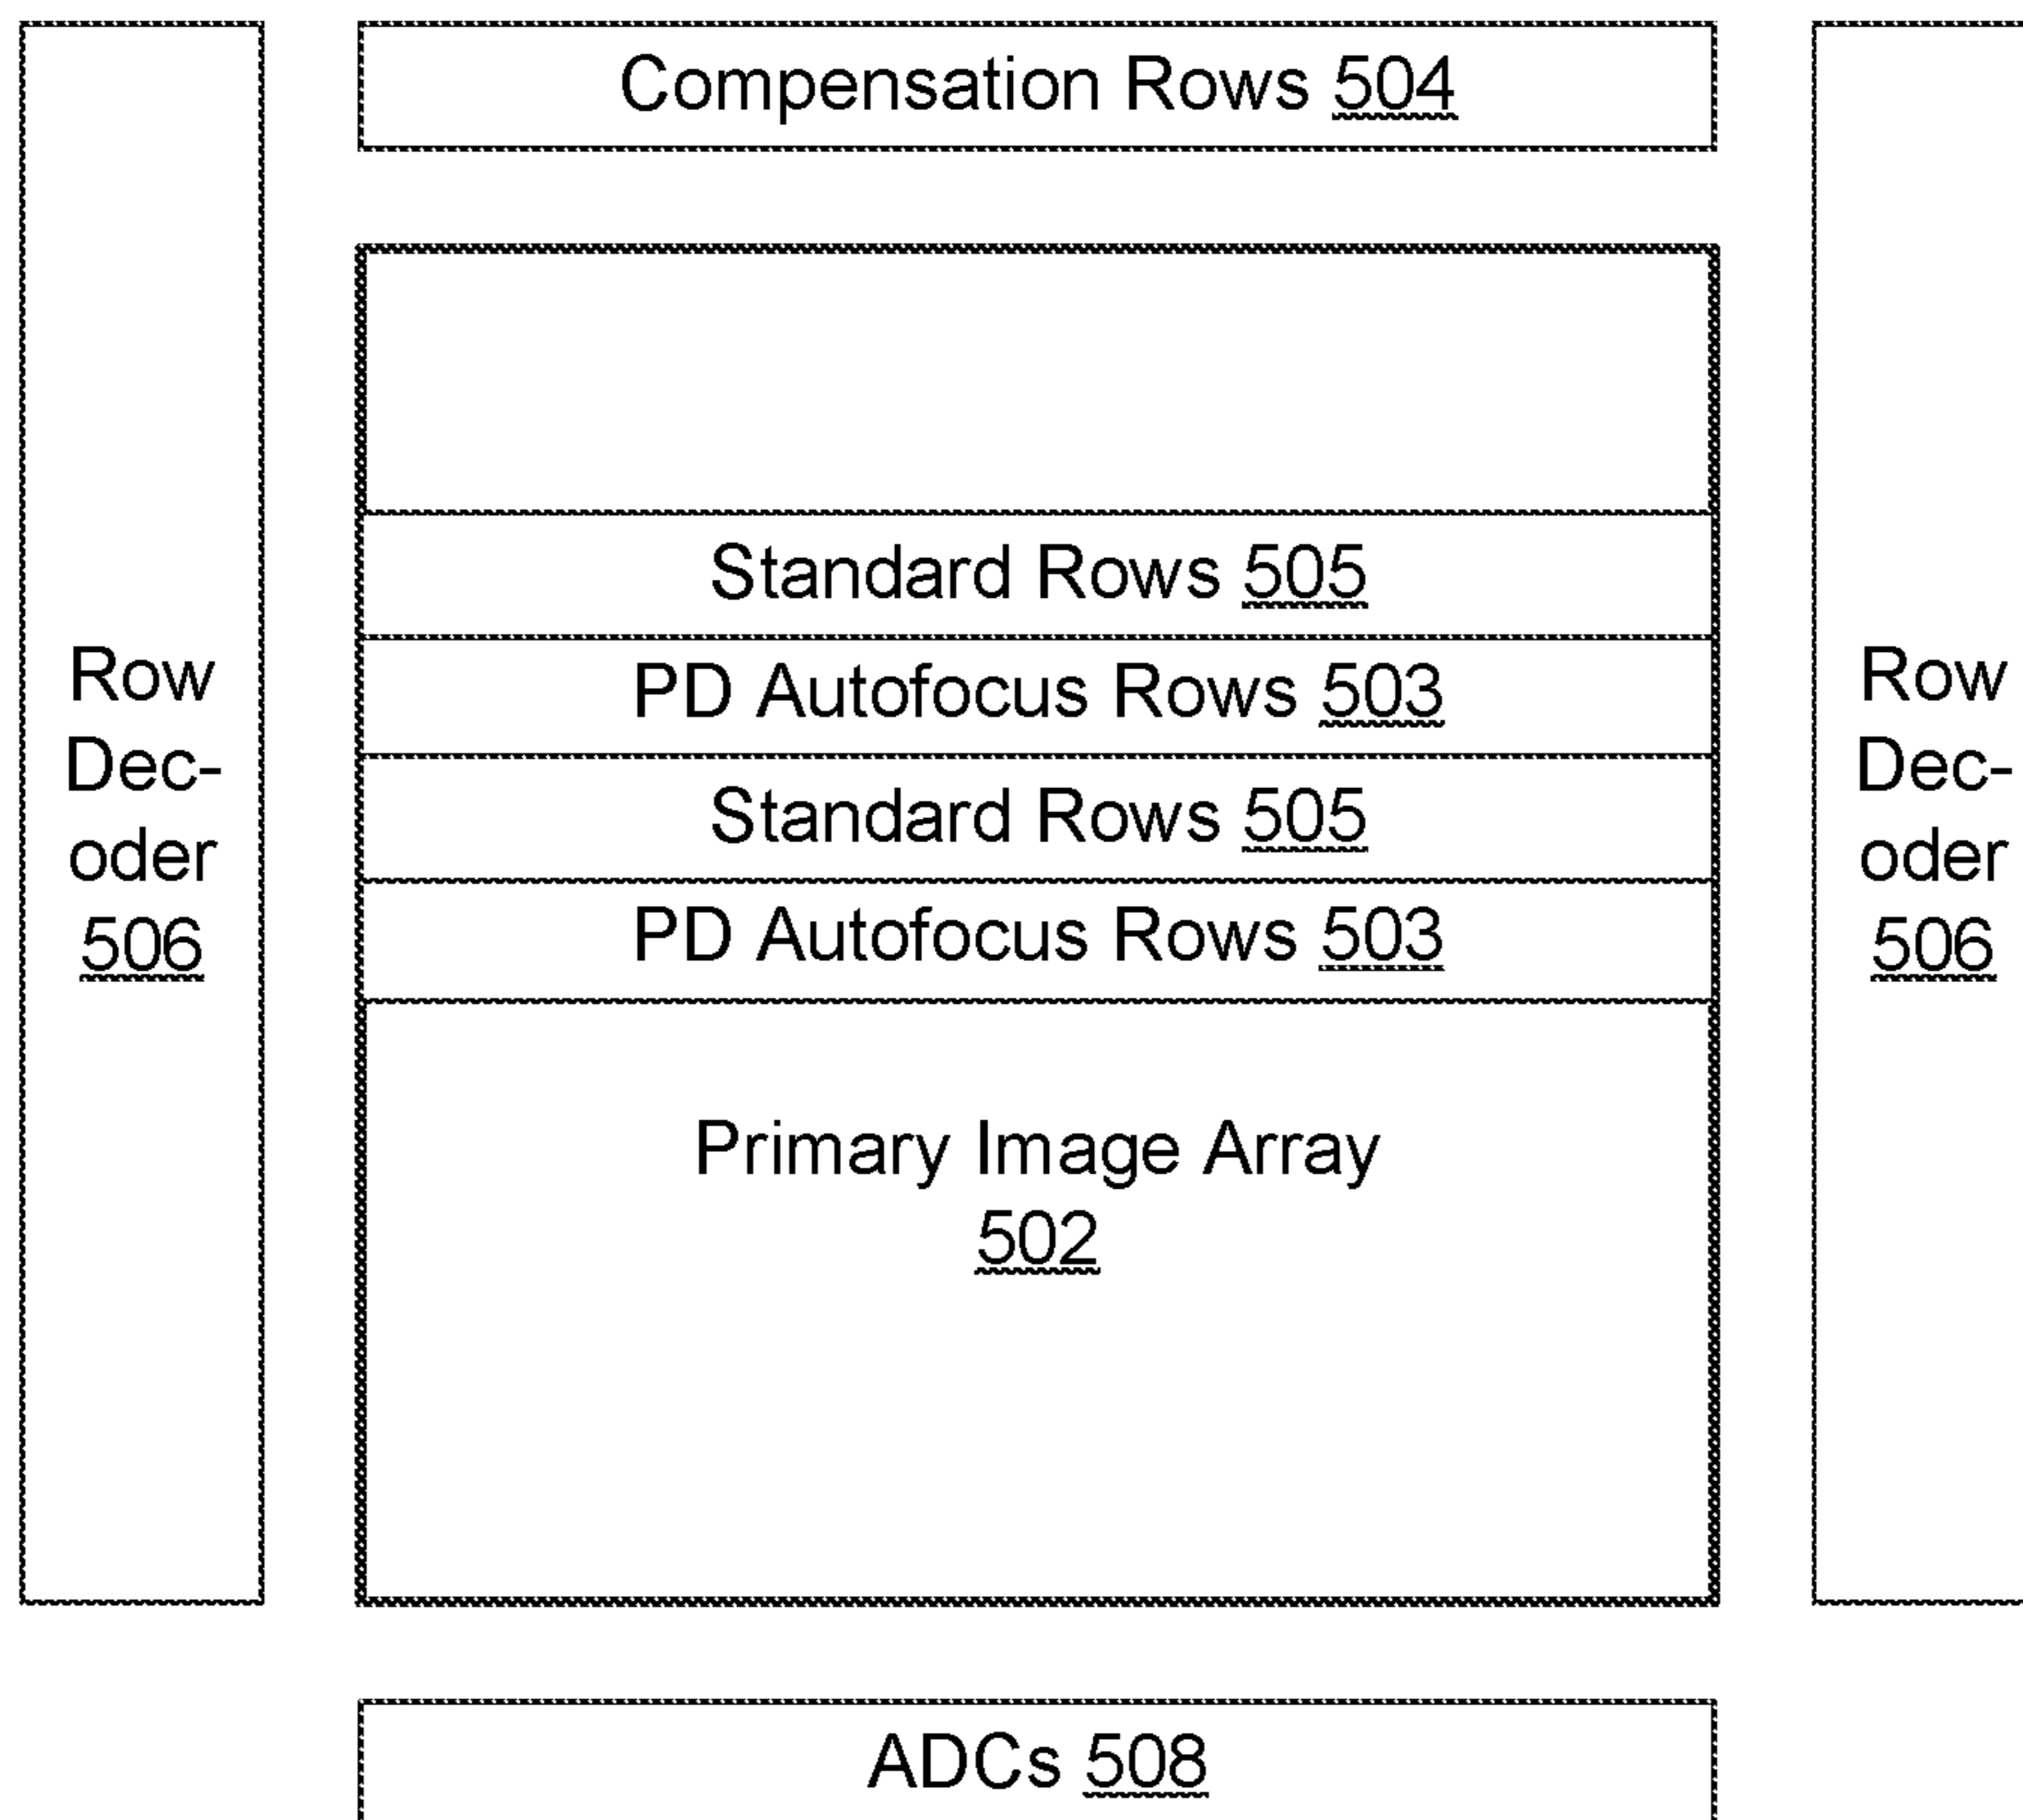 Compensation Rows 504
Standard Rows 505
PD Autofocus Rows 503
Standard Rows 505
PD Autofocus Rows 503
Row
Dec-
oder
506
Row
Dec-
oder
506
Primary Image Array
502
ADCs 508